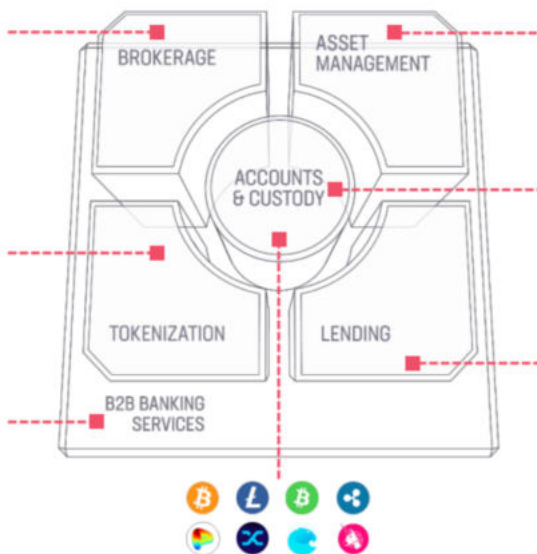 BROKERAGE
ASSET
MANAGEMENT
ACCOUNTS
& CUSTODY
TOKENIZATION
LENDING
B2B BANKING
SERVICES